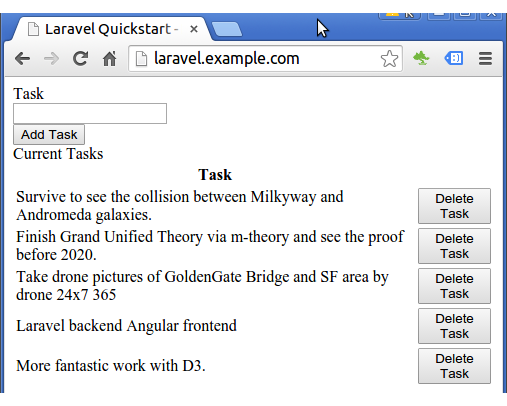 Laravel Quickstart -
laravel.example.com
Task
Add Task
Current Tasks
Task
Survive to see the collision between Milkyway and
Andromeda galaxies.
Delete
Task
Finish Grand Unified Theory via m-theory and see the proof
before 2020.
Delete
Task
Take drone pictures of GoldenGate Bridge and SF area by
drone 24x7 365
Delete
Task
Laravel backend Angular frontend
Delete
Task
More fantastic work with D3.
Delete
Task